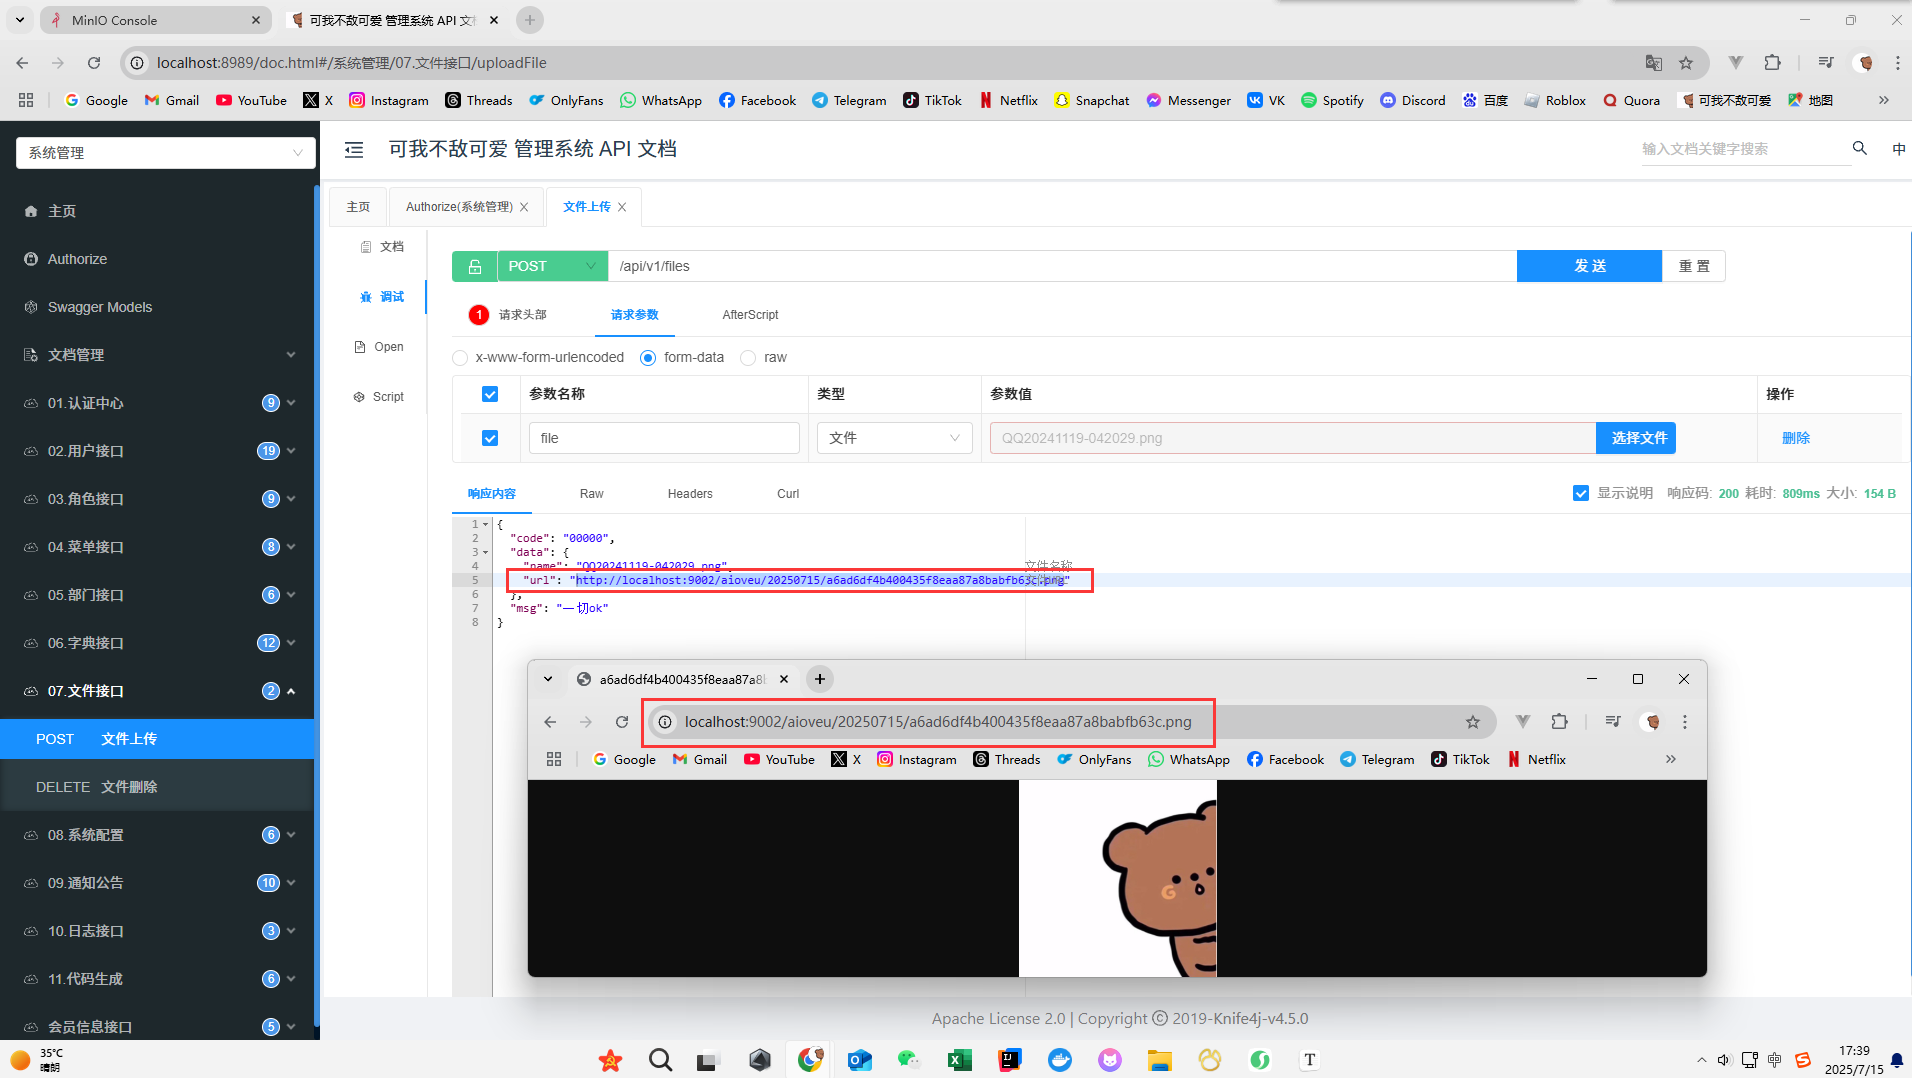 MinIO Console
可我不敌可爱 管理系统 API 文
localhost:8989/doc.html#/系统管理/07.文件接口/uploadFile
Google Gmail YouTube X Instagram Threads OnlyFans WhatsApp Facebook Telegram TikTok Netflix Snapchat Messenger VK Spotify Discord 百度 Roblox Quora 可我不敌可爱 地图
系统管理
主页
Authorize
Swagger Models
文档管理
01.认证中心 9
02.用户接口 19
03.角色接口 9
04.菜单接口 8
05.部门接口 6
06.字典接口 12
07.文件接口 2
POST 文件上传
DELETE 文件删除
08.系统配置 6
09.通知公告 10
10.日志接口 3
11.代码生成 6
会员信息接口 5
可我不敌可爱 管理系统 API 文档
输入文档关键字搜索
中
主页 Authorize(系统管理) 文件上传
文档
调试
Open
Script
POST /api/v1/files 发 送 重 置
1 请求头部 请求参数 AfterScript
x-www-form-urlencoded form-data raw
参数名称 类型 参数值 操作
file 文件 QQ20241119-042029.png 选择文件 删除
响应内容 Raw Headers Curl 显示说明 响应码: 200 耗时: 809ms 大小: 154 B
1 {
2 "code": "00000",
3 "data": {
4 "name": "QQ20241119-042029.png", 文件名称
5 "url": "http://localhost:9002/aioveu/20250715/a6ad6df4b400435f8eaa87a8babfb63c.png"
6 },
7 "msg": "一切ok"
8 }
a6ad6df4b400435f8eaa87a8b
localhost:9002/aioveu/20250715/a6ad6df4b400435f8eaa87a8babfb63c.png
Google Gmail YouTube X Instagram Threads OnlyFans WhatsApp Facebook Telegram TikTok Netflix
Apache License 2.0 | Copyright © 2019-Knife4j-v4.5.0
35°C
晴朗
中
17:39
2025/7/15